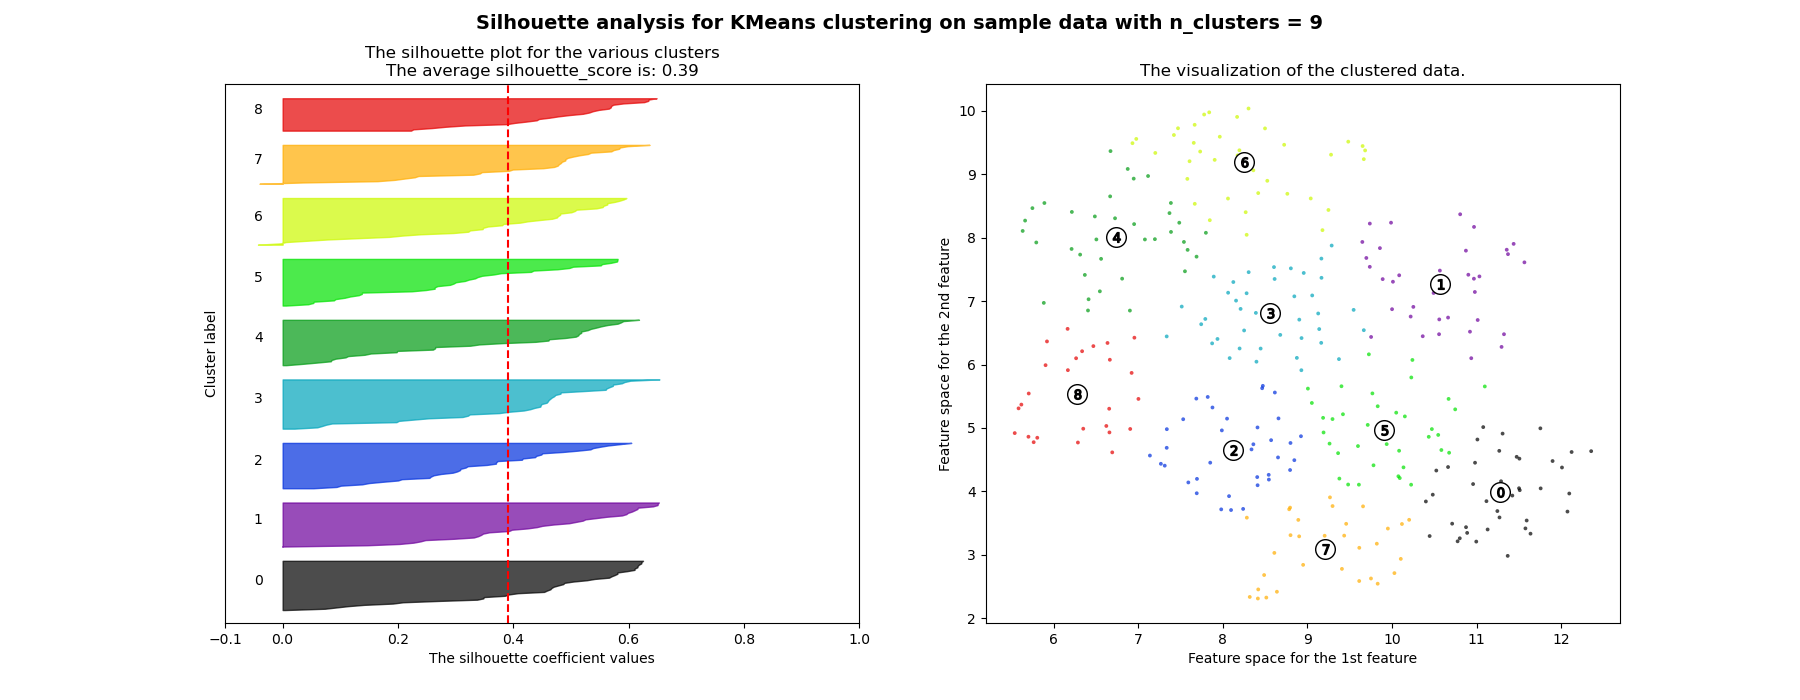 Silhouette analysis for KMeans clustering on sample data with n_clusters = 9
The silhouette plot for the various clusters
The average silhouette_score is: 0.39
Cluster label
8
7
6
5
4
3
2
1
0
−0.1 0.0 0.2 0.4 0.6 0.8 1.0
The silhouette coefficient values
The visualization of the clustered data.
Feature space for the 2nd feature
10
9
8
7
6
5
4
3
2
6
4
1
3
8
5
2
0
7
6 7 8 9 10 11 12
Feature space for the 1st feature